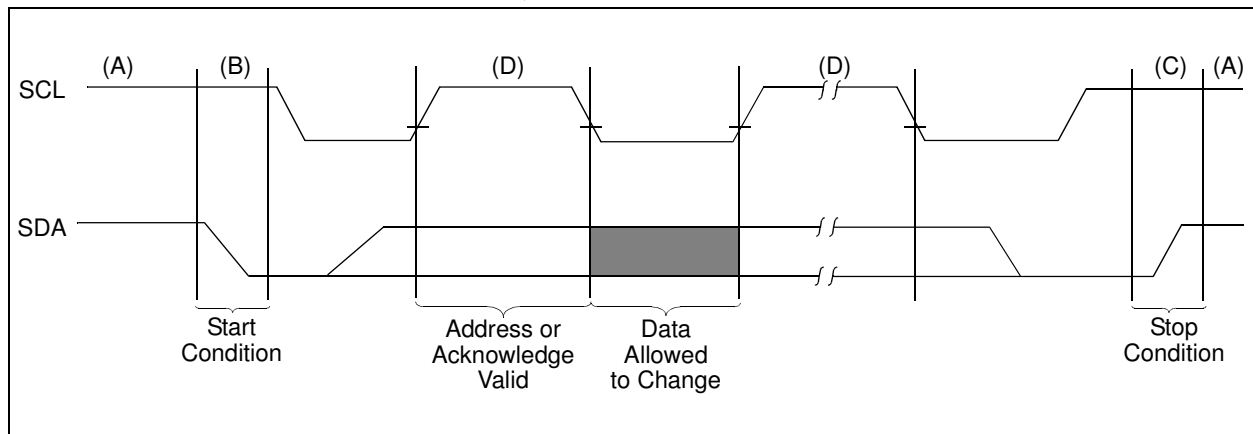 (A)
(B)
(D)
(D)
(C)
(A)
SCL
SDA
Start
Condition
Address or
Acknowledge
Valid
Data
Allowed
to Change
Stop
Condition